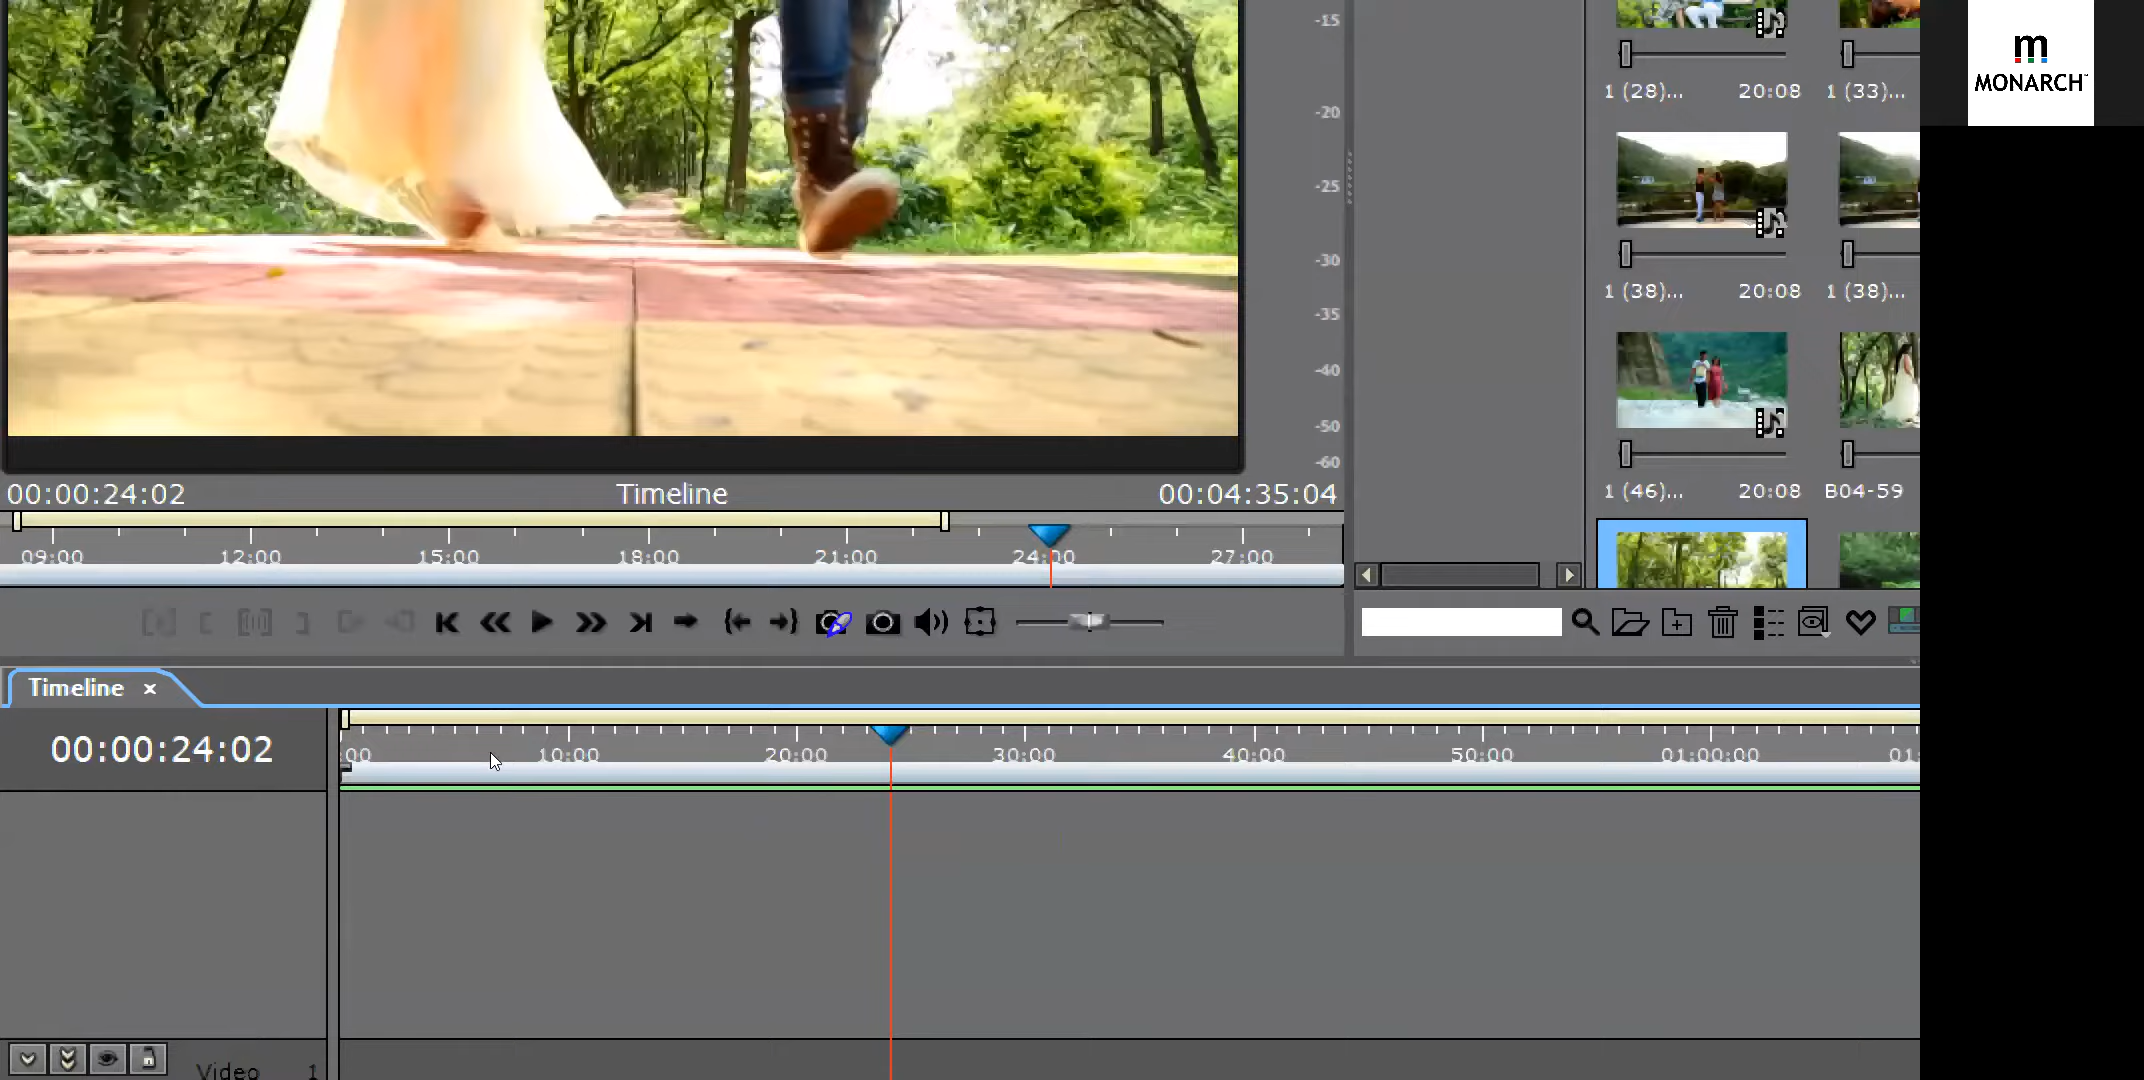 -15
m
MONARCH™
1 (28)... 20:08 1 (33)...
-20
-25
-30
1 (38)... 20:08 1 (38)...
-35
-40
-50
-60
1 (46)... 20:08 B04-59
00:00:24:02 Timeline 00:04:35:04
09:00 12:00 15:00 18:00 21:00 24:00 27:00
Timeline x
00:00:24:02
:00 10:00 20:00 30:00 40:00 50:00 01:00:00 01:
Video 1